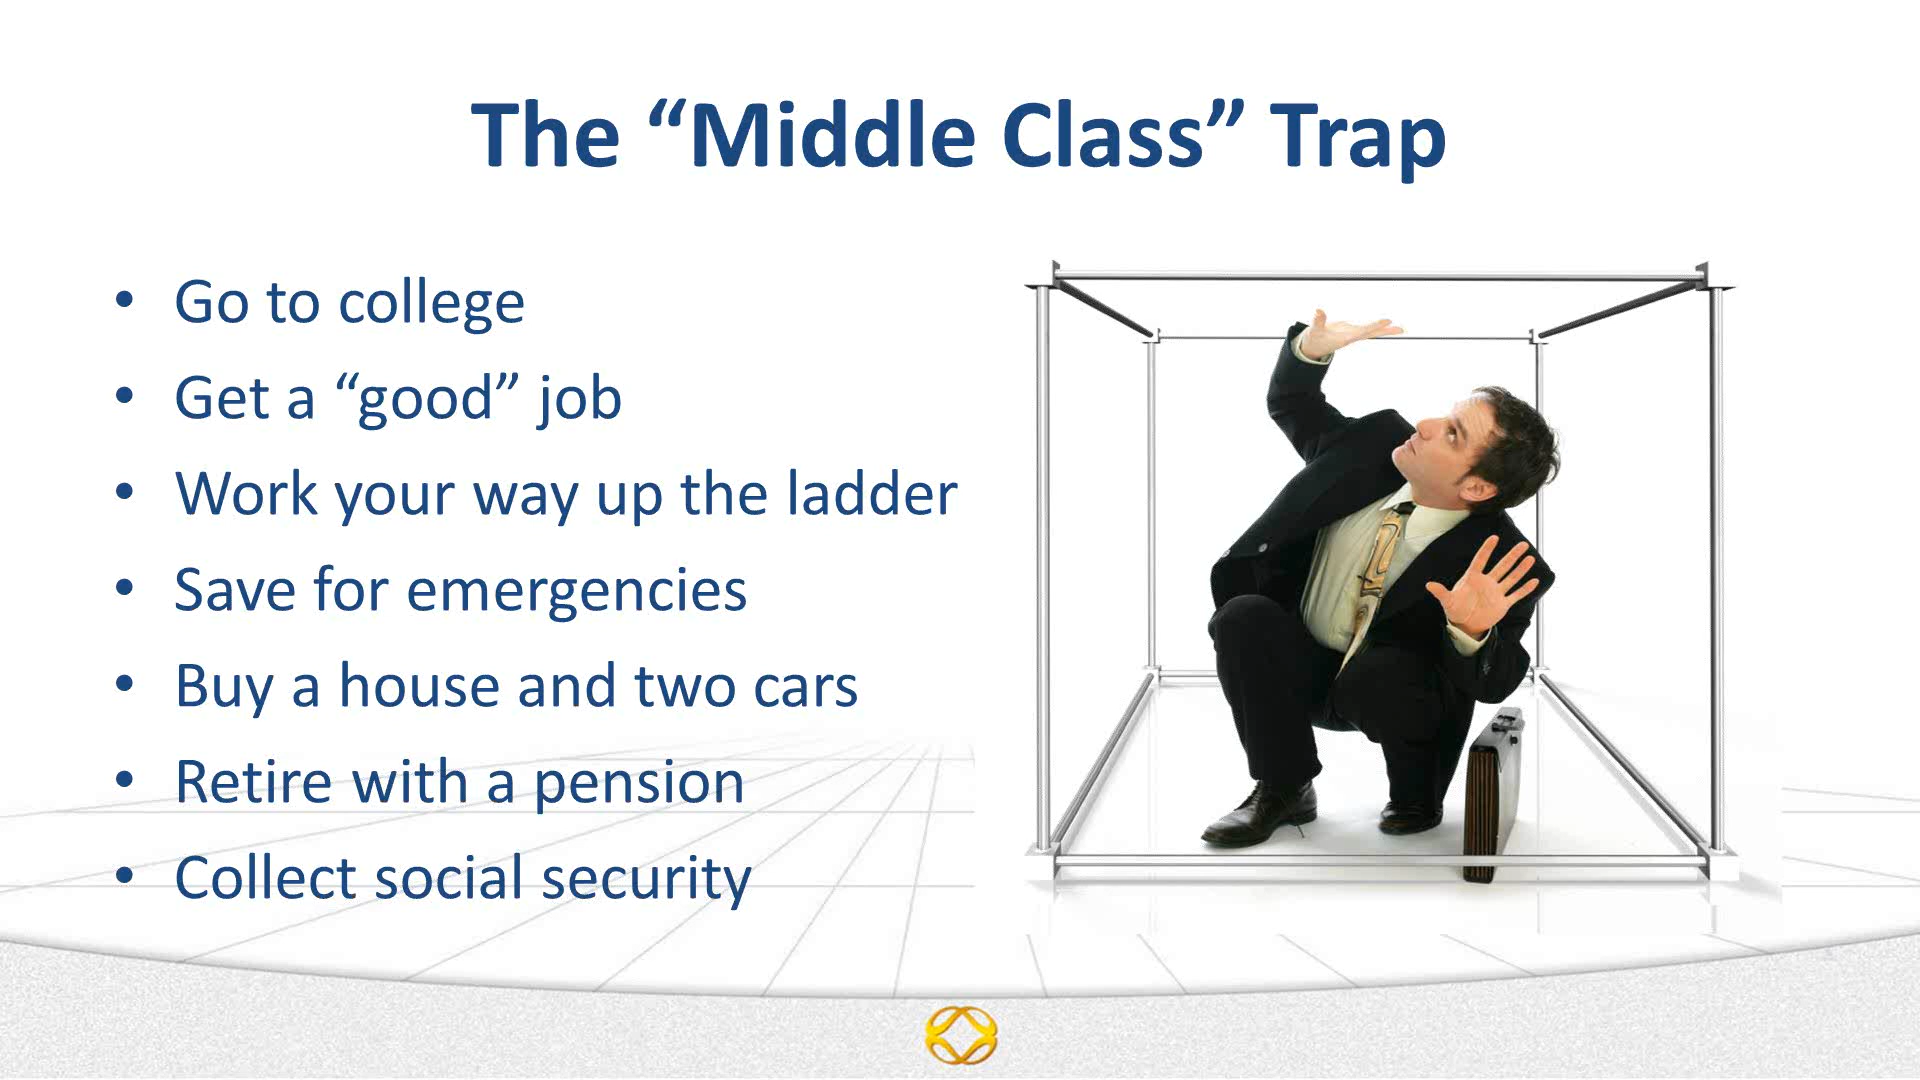 The “Middle Class” Trap
• Go to college
• Get a “good” job
• Work your way up the ladder
• Save for emergencies
• Buy a house and two cars
• Retire with a pension
• Collect social security